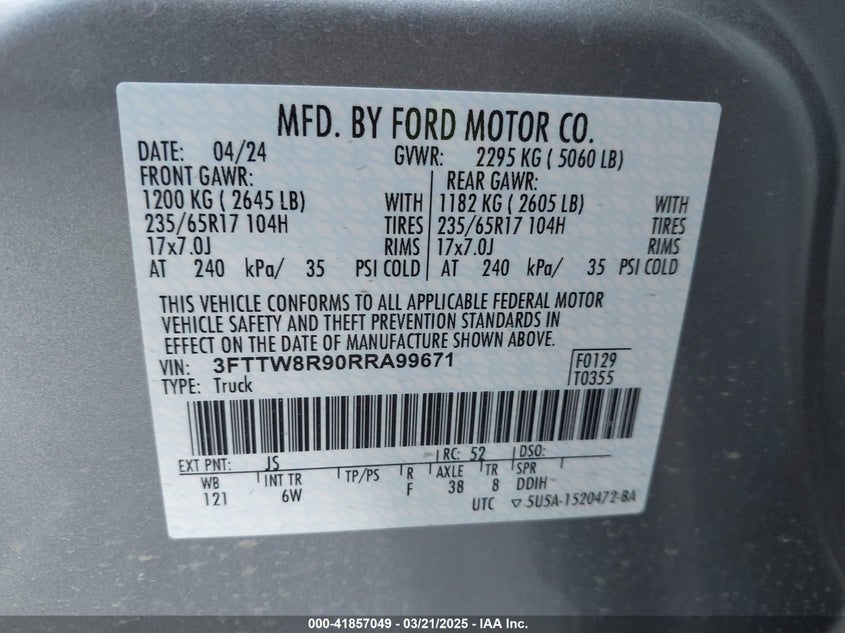 MFD. BY FORD MOTOR CO.
DATE: 04/24 GVWR: 2295 KG ( 5060 LB)
FRONT GAWR: REAR GAWR:
1200 KG ( 2645 LB) WITH 1182 KG ( 2605 LB) WITH
235/65R17 104H TIRES 235/65R17 104H TIRES
17x7.0J RIMS 17x7.0J RIMS
AT 240 kPa/ 35 PSI COLD AT 240 kPa/ 35 PSI COLD
THIS VEHICLE CONFORMS TO ALL APPLICABLE FEDERAL MOTOR
VEHICLE SAFETY AND THEFT PREVENTION STANDARDS IN
EFFECT ON THE DATE OF MANUFACTURE SHOWN ABOVE.
VIN: 3FTTW8R90RRA99671 F0129
TYPE: Truck T0355
EXT PNT: JS RC: 52 DSO:
WB INT TR TP/PS R AXLE TR SPR
121 6W F 38 8 DDIH
UTC ▽ 5U5A-1520472-BA
000-41857049 — 03/21/2025 — IAA Inc.